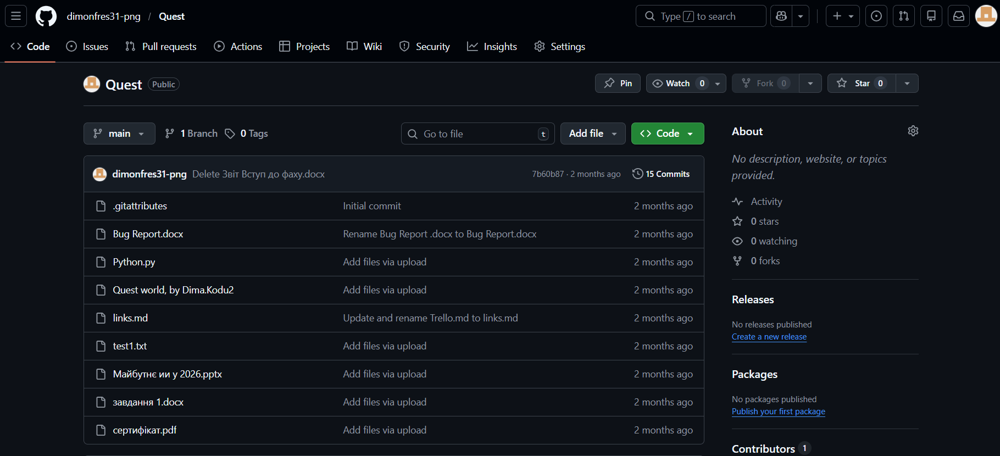 dimonfres31-png / Quest
Type / to search
Code Issues Pull requests Actions Projects Wiki Security Insights Settings
Quest Public
Pin Watch 0 Fork 0 Star 0
main 1 Branch 0 Tags Go to file t Add file Code
dimonfres31-png Delete Звіт Вступ до фаху.docx 7b60b87 · 2 months ago 15 Commits
.gitattributes Initial commit 2 months ago
Bug Report.docx Rename Bug Report .docx to Bug Report.docx 2 months ago
Python.py Add files via upload 2 months ago
Quest world, by Dima.Kodu2 Add files via upload 2 months ago
links.md Update and rename Trello.md to links.md 2 months ago
test1.txt Add files via upload 2 months ago
Майбутнє ии у 2026.pptx Add files via upload 2 months ago
завдання 1.docx Add files via upload 2 months ago
сертифікат.pdf Add files via upload 2 months ago
About
No description, website, or topics
provided.
Activity
0 stars
0 watching
0 forks
Releases
No releases published
Create a new release
Packages
No packages published
Publish your first package
Contributors 1